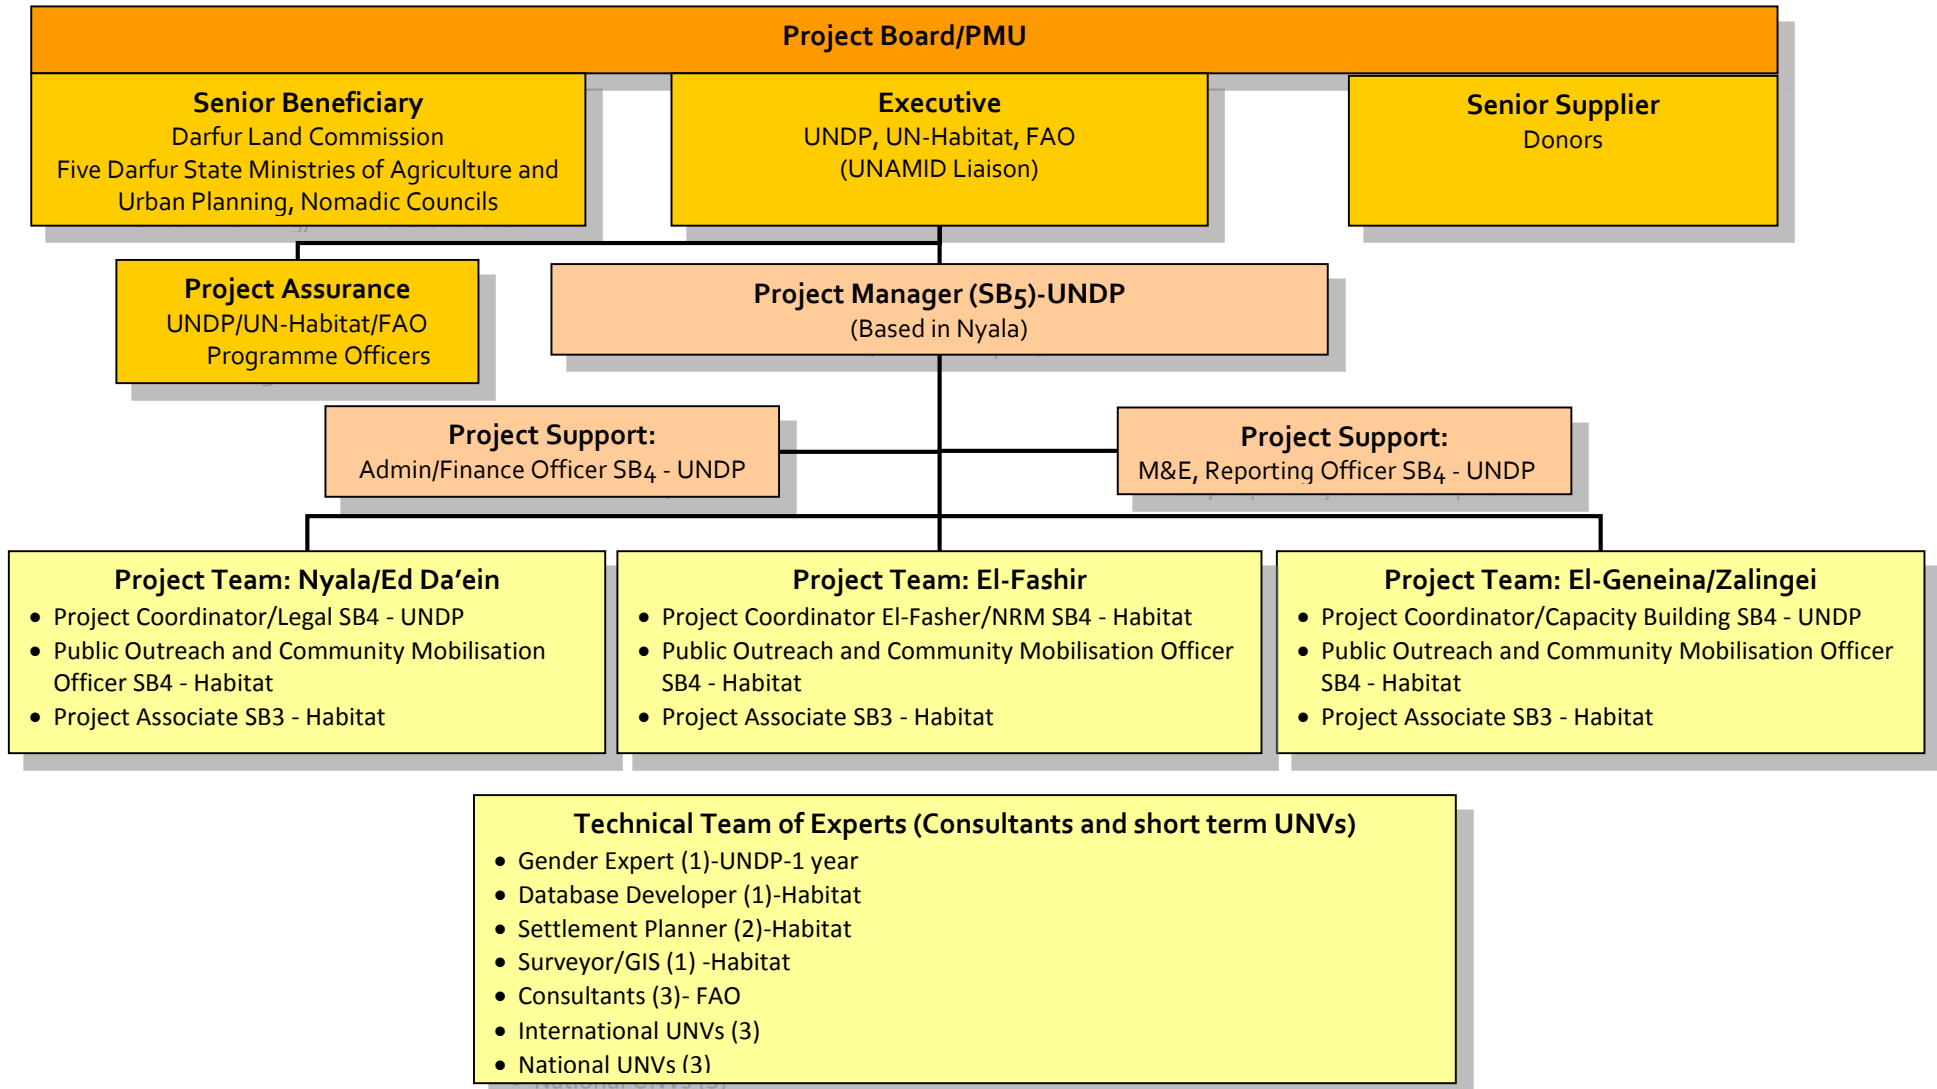 Project Board/PMU
Senior Beneficiary
Darfur Land Commission
Five Darfur State Ministries of Agriculture and
Urban Planning, Nomadic Councils
Executive
UNDP, UN-Habitat, FAO
(UNAMID Liaison)
Senior Supplier
Donors
Project Assurance
UNDP/UN-Habitat/FAO
Programme Officers
Project Manager (SB5)-UNDP
(Based in Nyala)
Project Support:
Admin/Finance Officer SB4 - UNDP
Project Support:
M&E, Reporting Officer SB4 - UNDP
Project Team: Nyala/Ed Da’ein
• Project Coordinator/Legal SB4 - UNDP
• Public Outreach and Community Mobilisation
Officer SB4 - Habitat
• Project Associate SB3 - Habitat
Project Team: El-Fashir
• Project Coordinator El-Fasher/NRM SB4 - Habitat
• Public Outreach and Community Mobilisation Officer
SB4 - Habitat
• Project Associate SB3 - Habitat
Project Team: El-Geneina/Zalingei
• Project Coordinator/Capacity Building SB4 - UNDP
• Public Outreach and Community Mobilisation Officer
SB4 - Habitat
• Project Associate SB3 - Habitat
Technical Team of Experts (Consultants and short term UNVs)
• Gender Expert (1)-UNDP-1 year
• Database Developer (1)-Habitat
• Settlement Planner (2)-Habitat
• Surveyor/GIS (1) -Habitat
• Consultants (3)- FAO
• International UNVs (3)
• National UNVs (3)